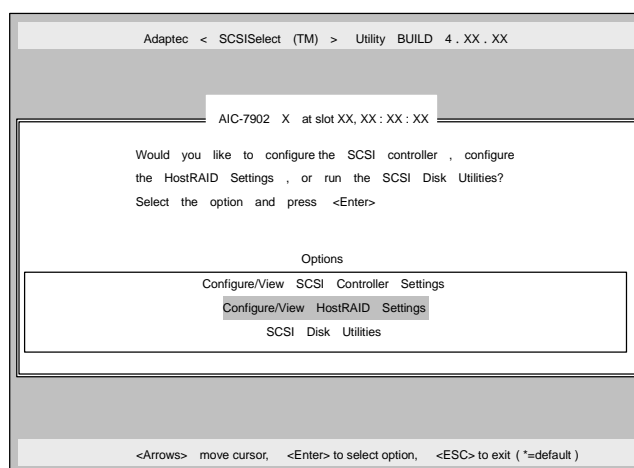 Adaptec < SCSISelect (TM) > Utility BUILD 4 . XX . XX
AIC-7902 X at slot XX, XX : XX : XX
Would you like to configure the SCSI controller , configure
the HostRAID Settings , or run the SCSI Disk Utilities?
Select the option and press <Enter>
Options
Configure/View SCSI Controller Settings
Configure/View HostRAID Settings
SCSI Disk Utilities
<Arrows> move cursor, <Enter> to select option, <ESC> to exit ( *=default )